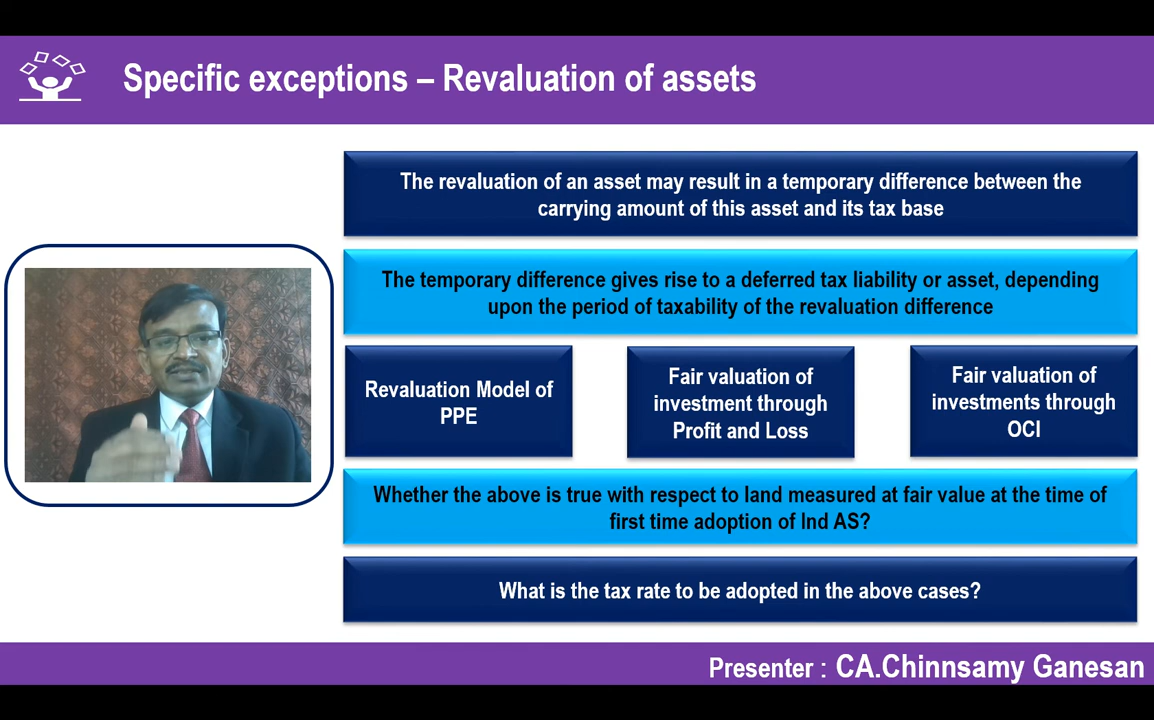 Specific exceptions – Revaluation of assets
The revaluation of an asset may result in a temporary difference between the
carrying amount of this asset and its tax base
The temporary difference gives rise to a deferred tax liability or asset, depending
upon the period of taxability of the revaluation difference
Revaluation Model of
PPE
Fair valuation of
investment through
Profit and Loss
Fair valuation of
investments through
OCI
Whether the above is true with respect to land measured at fair value at the time of
first time adoption of Ind AS?
What is the tax rate to be adopted in the above cases?
Presenter : CA.Chinnsamy Ganesan